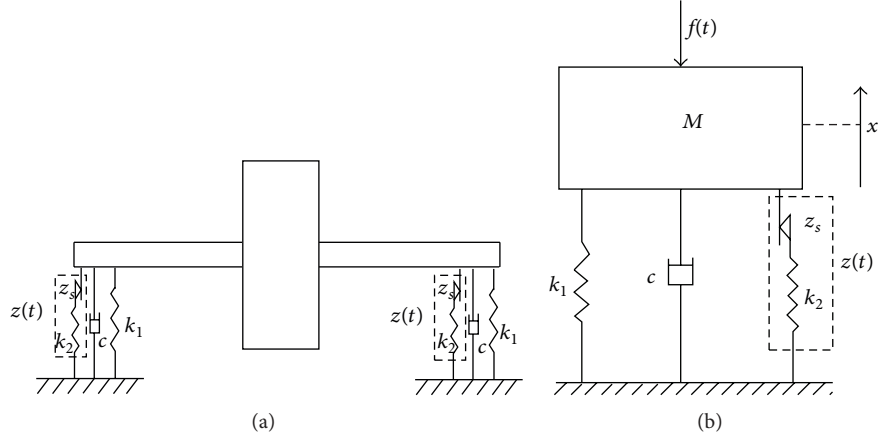 z(t)
z_s
k_2
c
k_1
z(t)
z_s
k_2
c
k_1
(a)
f(t)
M
x
k_1
c
z_s
k_2
z(t)
(b)